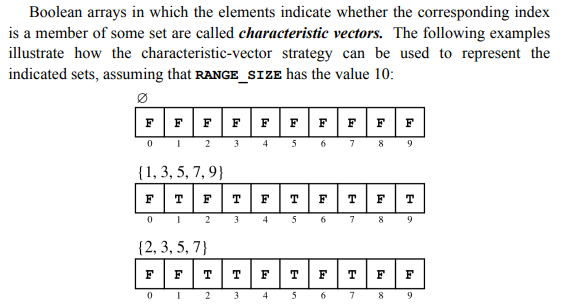 Boolean arrays in which the elements indicate whether the corresponding index
is a member of some set are called characteristic vectors. The following examples
illustrate how the characteristic-vector strategy can be used to represent the
indicated sets, assuming that RANGE_SIZE has the value 10:
∅
F F F F F F F F F F
0 1 2 3 4 5 6 7 8 9
{1, 3, 5, 7, 9}
F T F T F T F T F T
0 1 2 3 4 5 6 7 8 9
{2, 3, 5, 7}
F F T T F T F T F F
0 1 2 3 4 5 6 7 8 9